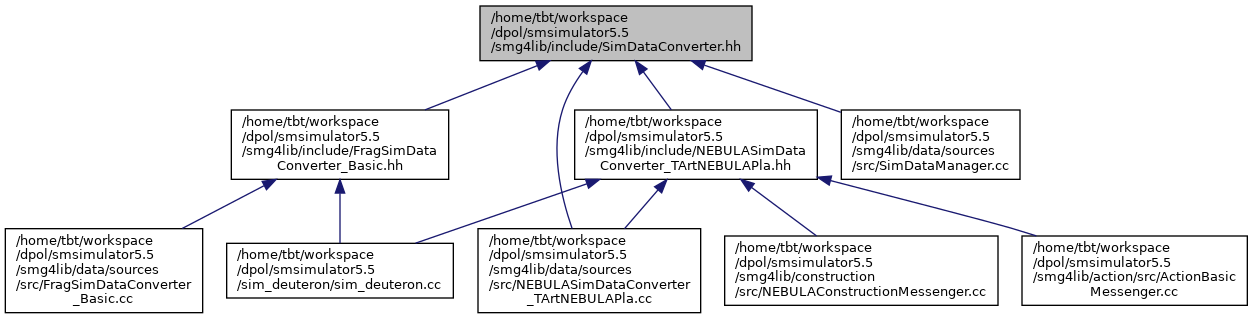 /home/tbt/workspace
/dpol/smsimulator5.5
/smg4lib/include/SimDataConverter.hh
/home/tbt/workspace
/dpol/smsimulator5.5
/smg4lib/include/FragSimData
Converter_Basic.hh
/home/tbt/workspace
/dpol/smsimulator5.5
/smg4lib/include/NEBULASimData
Converter_TArtNEBULAPla.hh
/home/tbt/workspace
/dpol/smsimulator5.5
/smg4lib/data/sources
/src/SimDataManager.cc
/home/tbt/workspace
/dpol/smsimulator5.5
/smg4lib/data/sources
/src/FragSimDataConverter
_Basic.cc
/home/tbt/workspace
/dpol/smsimulator5.5
/sim_deuteron/sim_deuteron.cc
/home/tbt/workspace
/dpol/smsimulator5.5
/smg4lib/data/sources
/src/NEBULASimDataConverter
_TArtNEBULAPla.cc
/home/tbt/workspace
/dpol/smsimulator5.5
/smg4lib/construction
/src/NEBULAConstructionMessenger.cc
/home/tbt/workspace
/dpol/smsimulator5.5
/smg4lib/action/src/ActionBasic
Messenger.cc